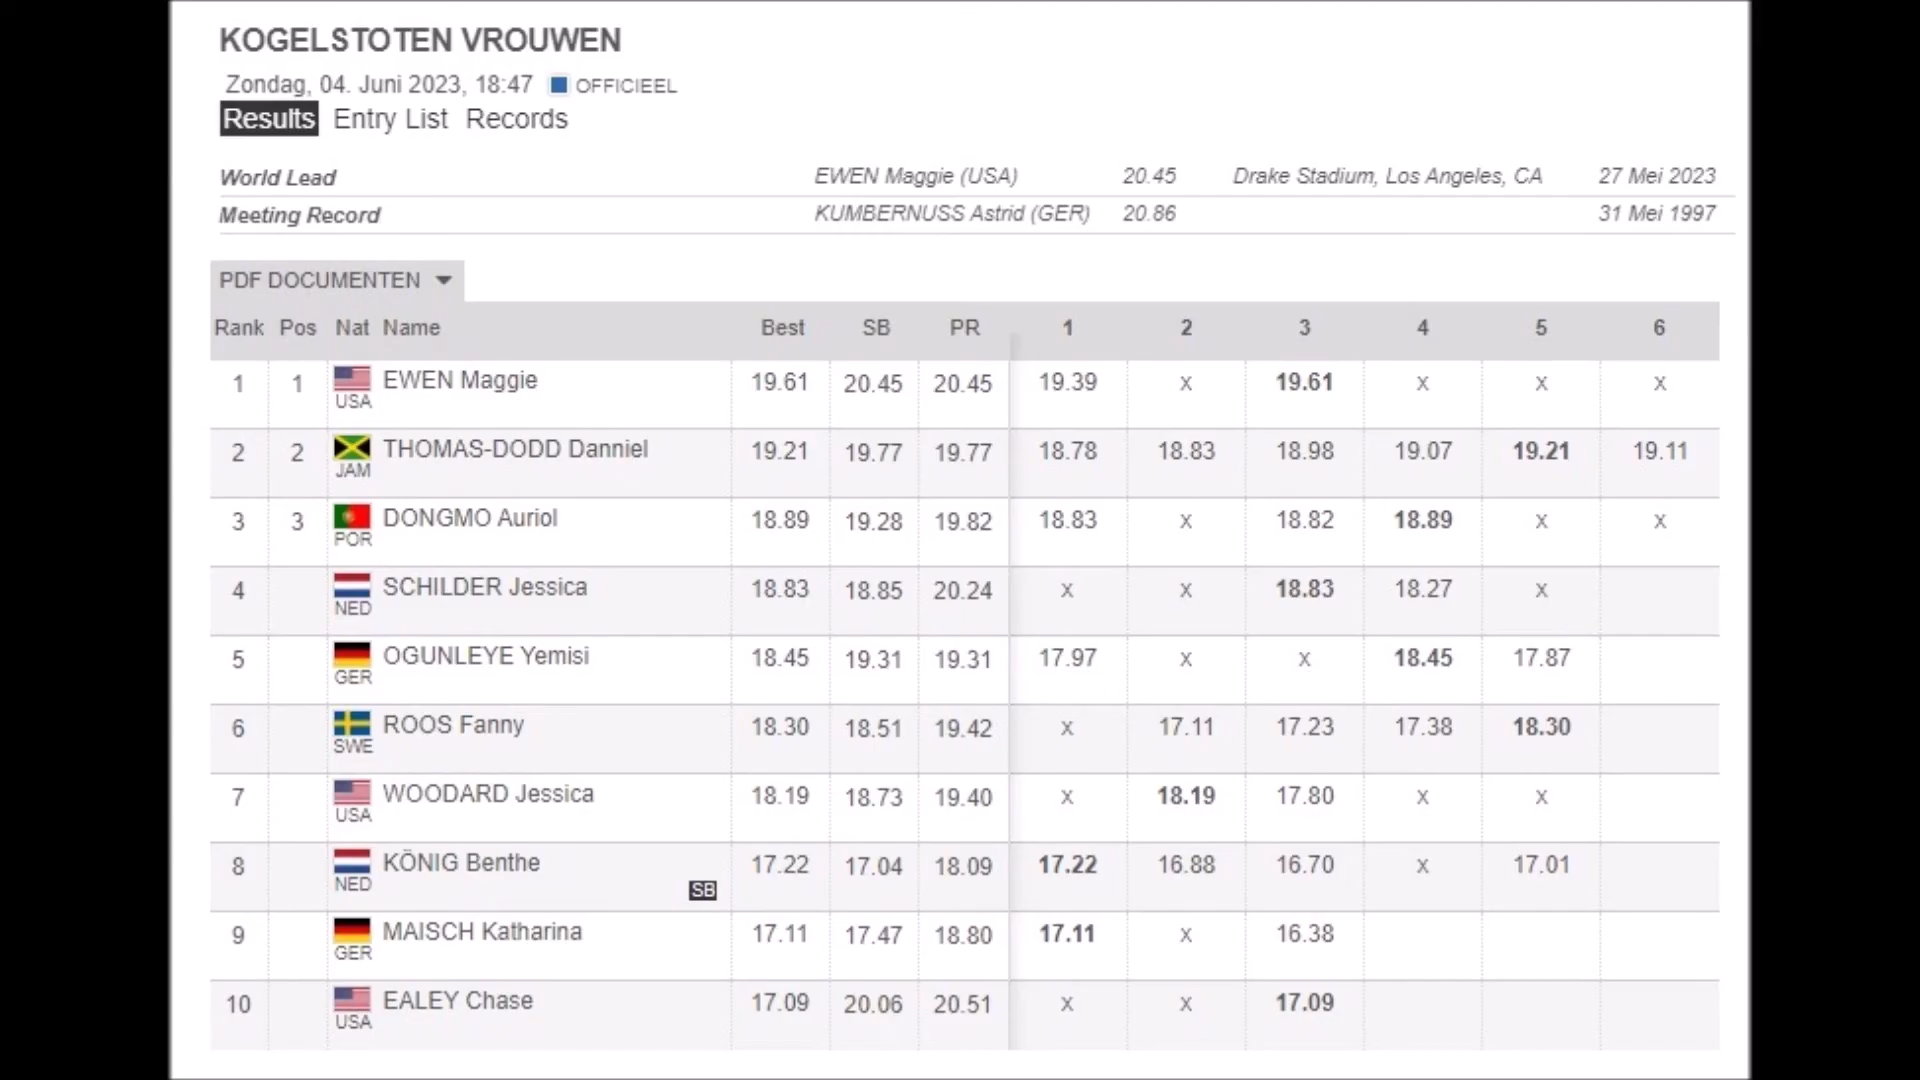 KOGELSTOTEN VROUWEN
Zondag, 04. Juni 2023, 18:47 OFFICIEEL
Results Entry List Records
World Lead EWEN Maggie (USA) 20.45 Drake Stadium, Los Angeles, CA 27 Mei 2023
Meeting Record KUMBERNUSS Astrid (GER) 20.86 31 Mei 1997
PDF DOCUMENTEN
Rank Pos Nat Name Best SB PR 1 2 3 4 5 6
1 1 USA EWEN Maggie 19.61 20.45 20.45 19.39 x 19.61 x x x
2 2 JAM THOMAS-DODD Danniel 19.21 19.77 19.77 18.78 18.83 18.98 19.07 19.21 19.11
3 3 POR DONGMO Auriol 18.89 19.28 19.82 18.83 x 18.82 18.89 x x
4 NED SCHILDER Jessica 18.83 18.85 20.24 x x 18.83 18.27 x
5 GER OGUNLEYE Yemisi 18.45 19.31 19.31 17.97 x x 18.45 17.87
6 SWE ROOS Fanny 18.30 18.51 19.42 x 17.11 17.23 17.38 18.30
7 USA WOODARD Jessica 18.19 18.73 19.40 x 18.19 17.80 x x
8 NED KÖNIG Benthe SB 17.22 17.04 18.09 17.22 16.88 16.70 x 17.01
9 GER MAISCH Katharina 17.11 17.47 18.80 17.11 x 16.38
10 USA EALEY Chase 17.09 20.06 20.51 x x 17.09